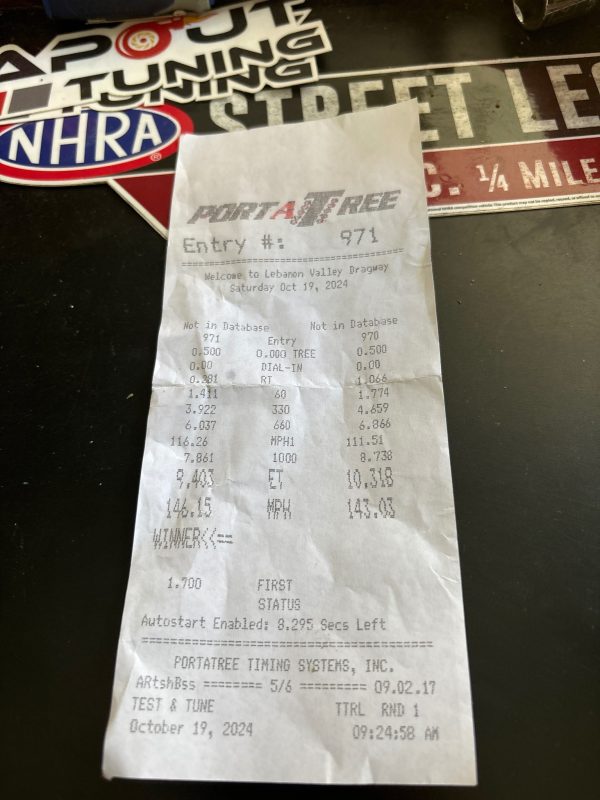 APOUT
TUNING
TUNING
NHRA
STREET LEG
C. 1/4 MILE
PORTATREE
Entry #: 971
==========================================
Welcome to Lebanon Valley Dragway
Saturday Oct 19, 2024
Not in Database Not in Database
971 Entry 970
0.500 0.000 TREE 0.500
0.00 DIAL-IN 0.00
0.281 RT 1.066
1.411 60 1.774
3.922 330 4.659
6.037 660 6.866
116.26 MPH1 111.51
7.861 1000 8.738
9.403 ET 10.318
146.15 MPH 143.03
WINNER<<==
1.700 FIRST
STATUS
Autostart Enabled: 8.295 Secs Left
==========================================
PORTATREE TIMING SYSTEMS, INC.
ARtshBss ======== 5/6 ========= 09.02.17
TEST & TUNE TTRL RND 1
October 19, 2024 09:24:58 AM